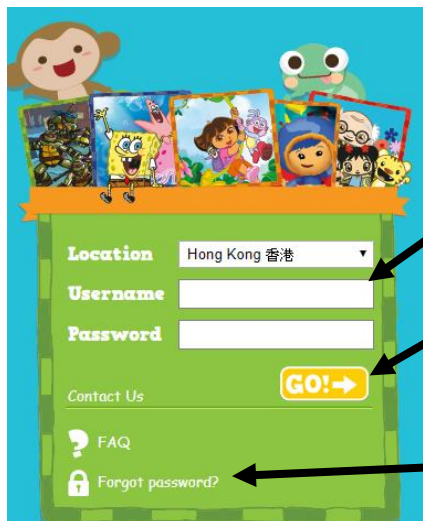 Location Hong Kong 香港
Username
Password
GO!
Contact Us
FAQ
Forgot password?